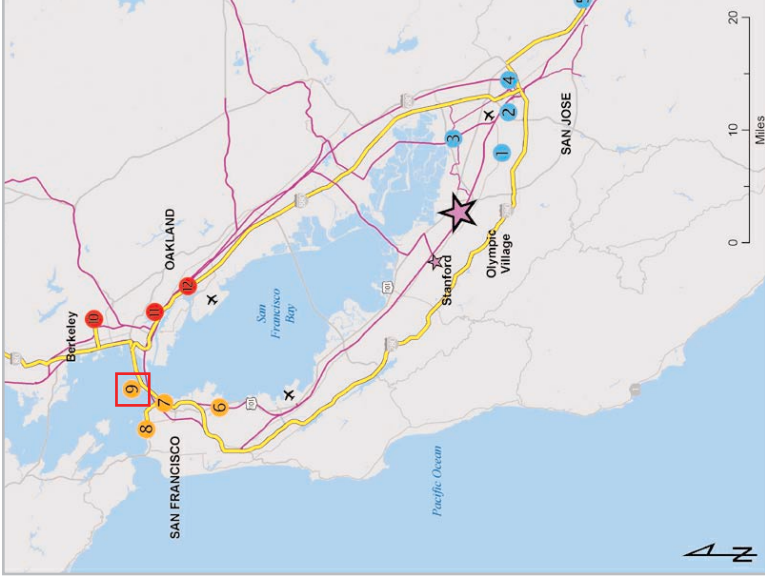 Berkeley
10
9
8
11
7
SAN FRANCISCO
OAKLAND
12
6
101
San
Francisco
Bay
101
Pacific Ocean
Stanford
3
Olympic
Village
1
2
4
SAN JOSE
0 10 20
Miles
N